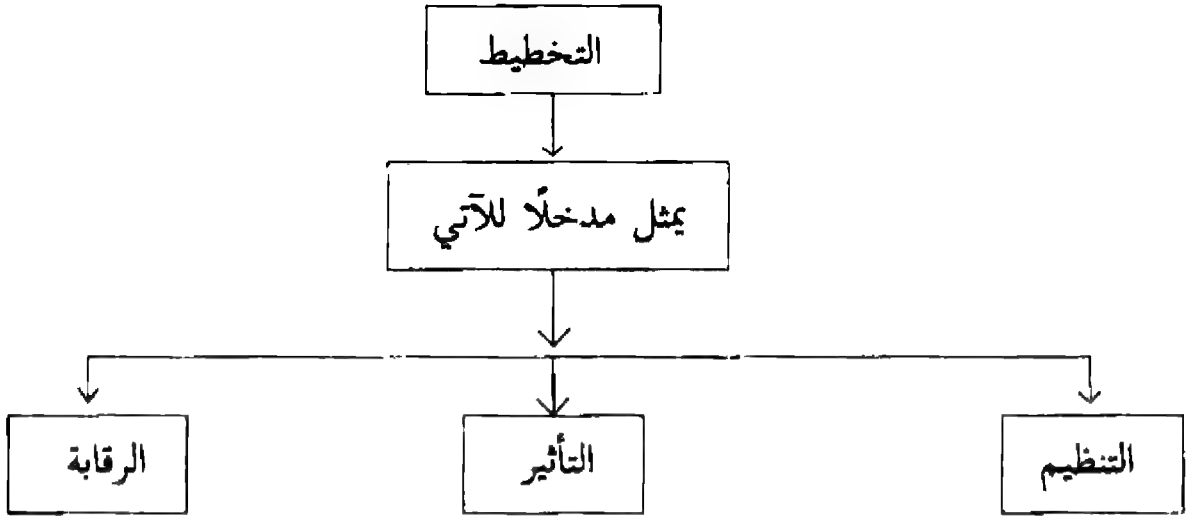 التخطيط
يمثل مدخلًا للآتي
التنظيم
التأثير
الرقابة